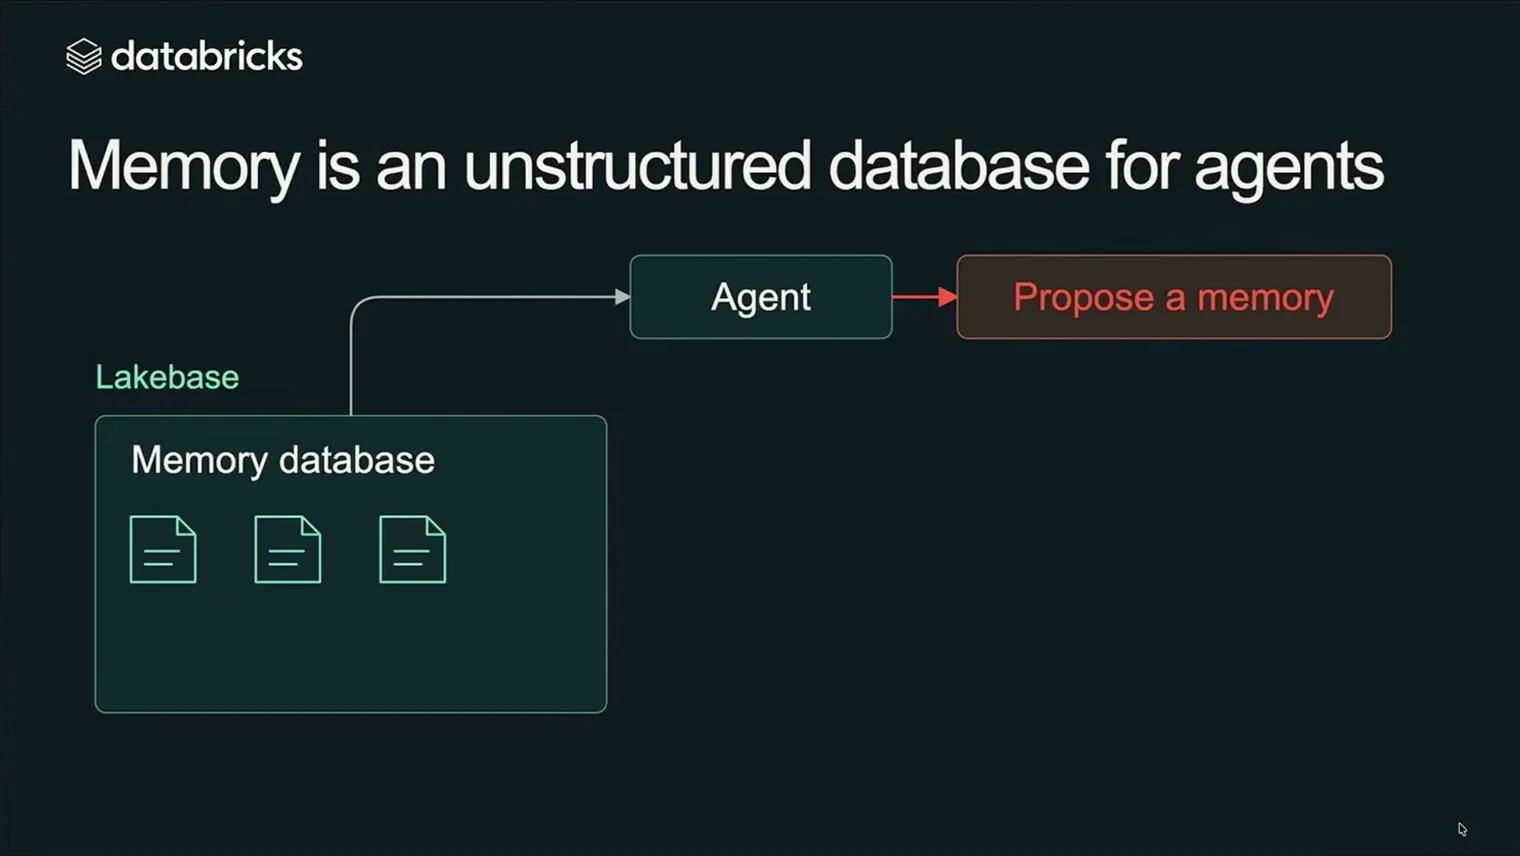 databricks
Memory is an unstructured database for agents
Agent
Propose a memory
Lakebase
Memory database